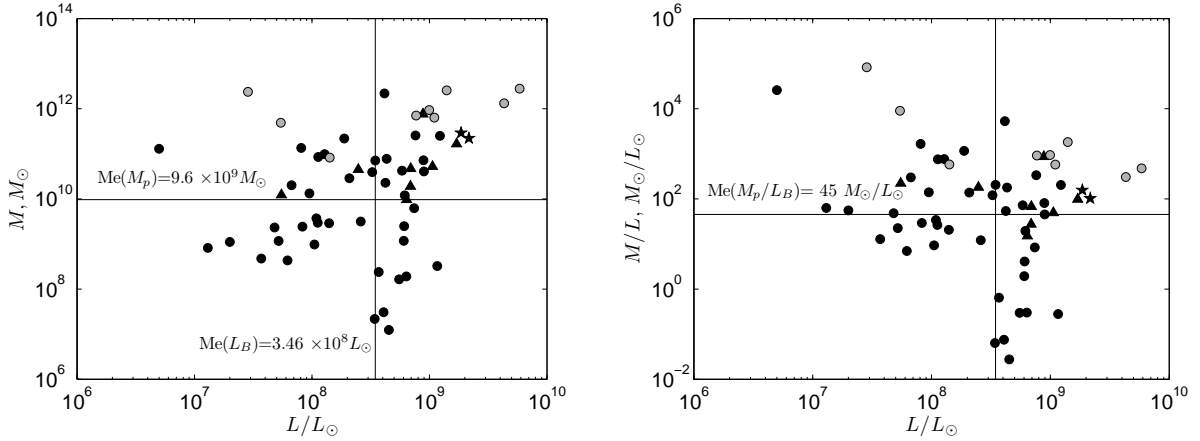 10^14
10^12
10^10
10^8
10^6
M, M_⊙
Me(M_p)=9.6 ×10^9 M_⊙
Me(L_B)=3.46 ×10^8 L_⊙
10^6 10^7 10^8 10^9 10^10
L/L_⊙
10^6
10^4
10^2
10^0
10^−2
M/L, M_⊙/L_⊙
Me(M_p/L_B)= 45 M_⊙/L_⊙
10^6 10^7 10^8 10^9 10^10
L/L_⊙